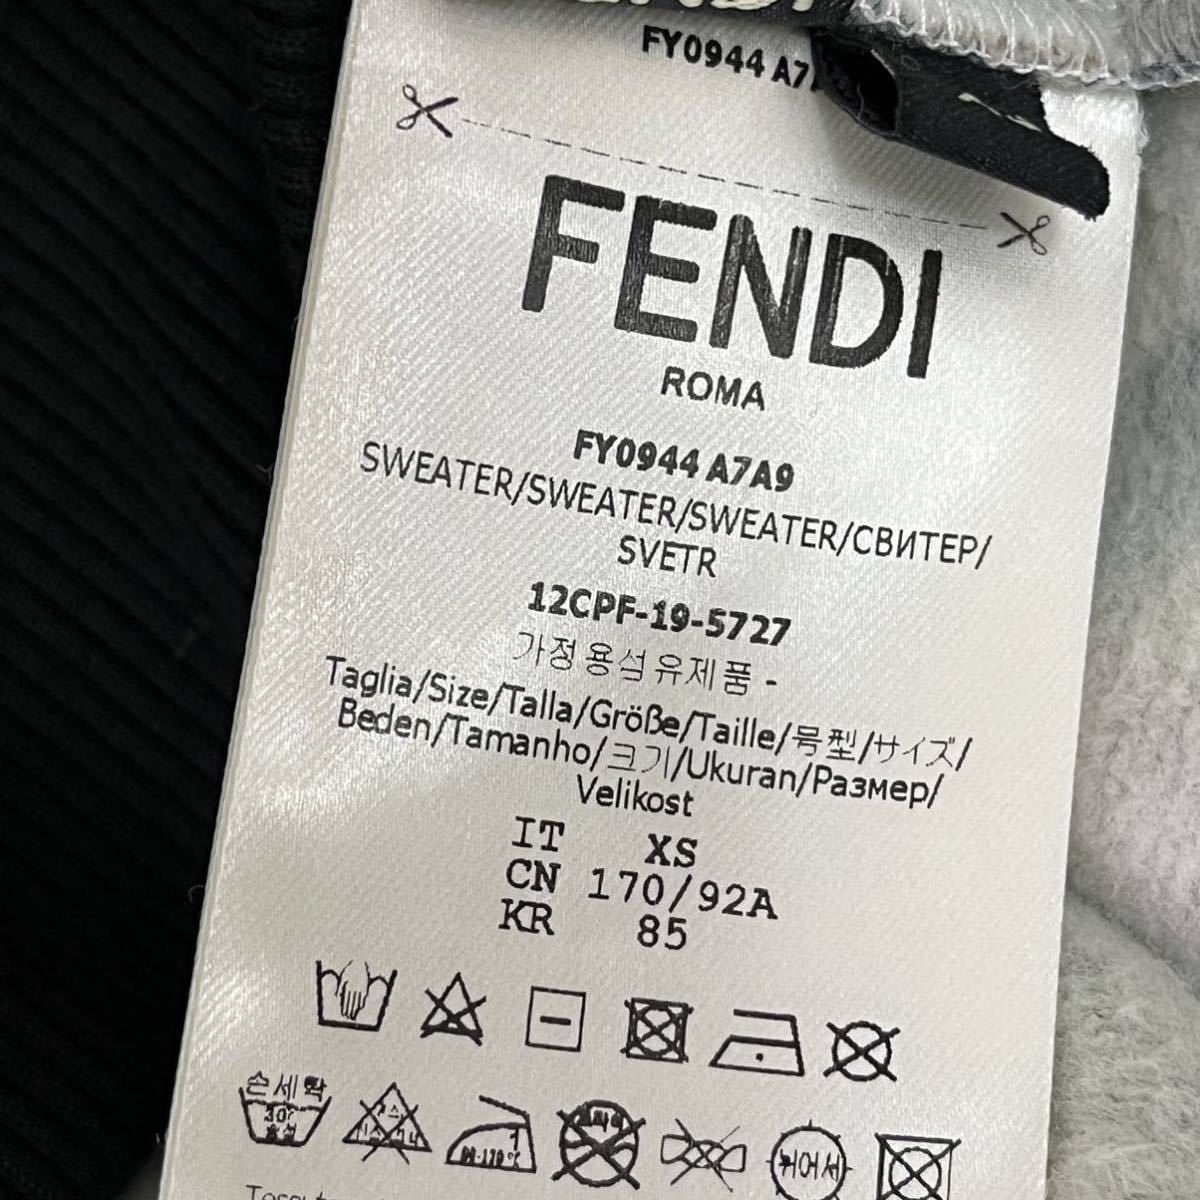 FY0944
FENDI
ROMA
FY0944 A7A9
SWEATER/SWEATER/SWEATER/СВИТЕР/
SVETR
12CPF-19-5727
가정용섬유제품 -
Taglia/Size/Talla/Größe/Taille/号型/サイズ/
Beden/Tamanho/크기/Ukuran/Размер/
Velikost
IT XS
CN 170/92A
KR 85
손세탁